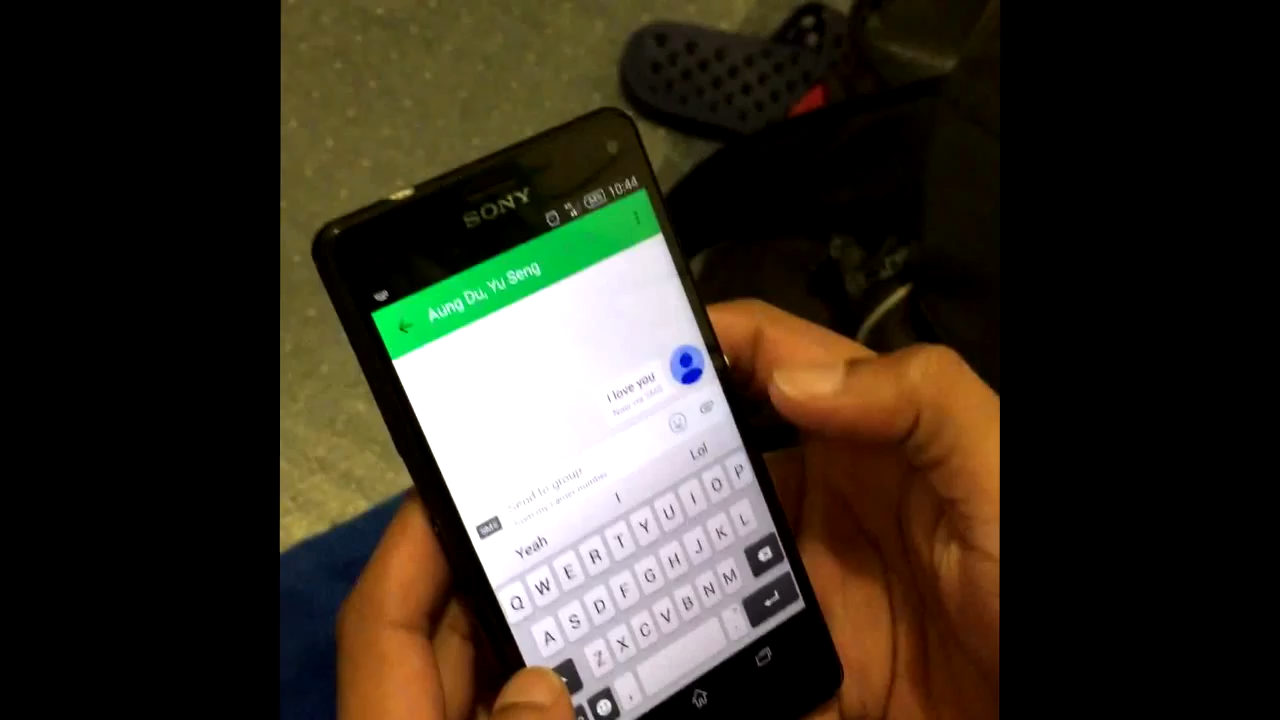 SONY
10:44
Aung Du, Yu Seng
I love you
Now via SMS
Send to group
Lol
I
Yeah
Q W E R T Y U I O P
A S D F G H J K L
Z X C V B N M